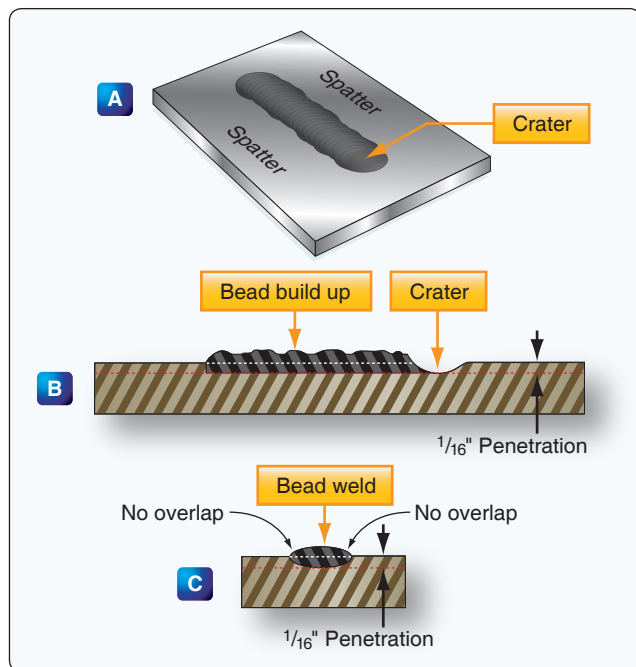 A
Spatter
Spatter
Crater
Bead build up
Crater
B
1/16" Penetration
Bead weld
No overlap
No overlap
C
1/16" Penetration